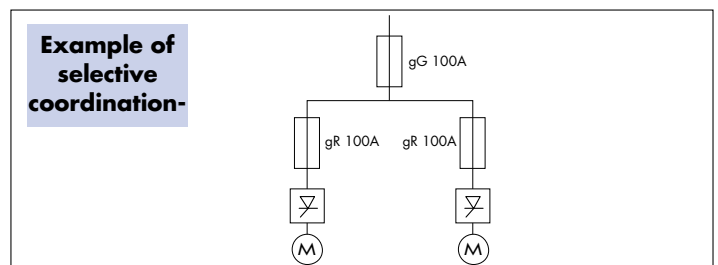 Example of
selective
coordination-
gG 100A
gR 100A gR 100A
M M